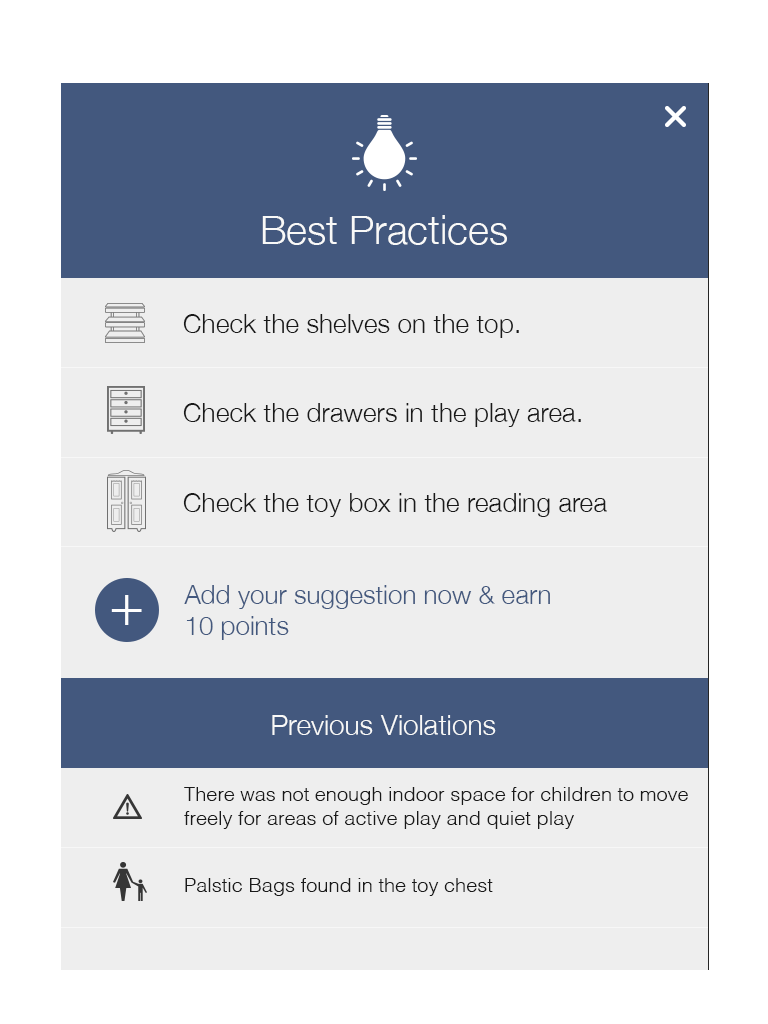 Best Practices
Check the shelves on the top.
Check the drawers in the play area.
Check the toy box in the reading area
Add your suggestion now & earn
10 points
Previous Violations
There was not enough indoor space for children to move
freely for areas of active play and quiet play
Palstic Bags found in the toy chest